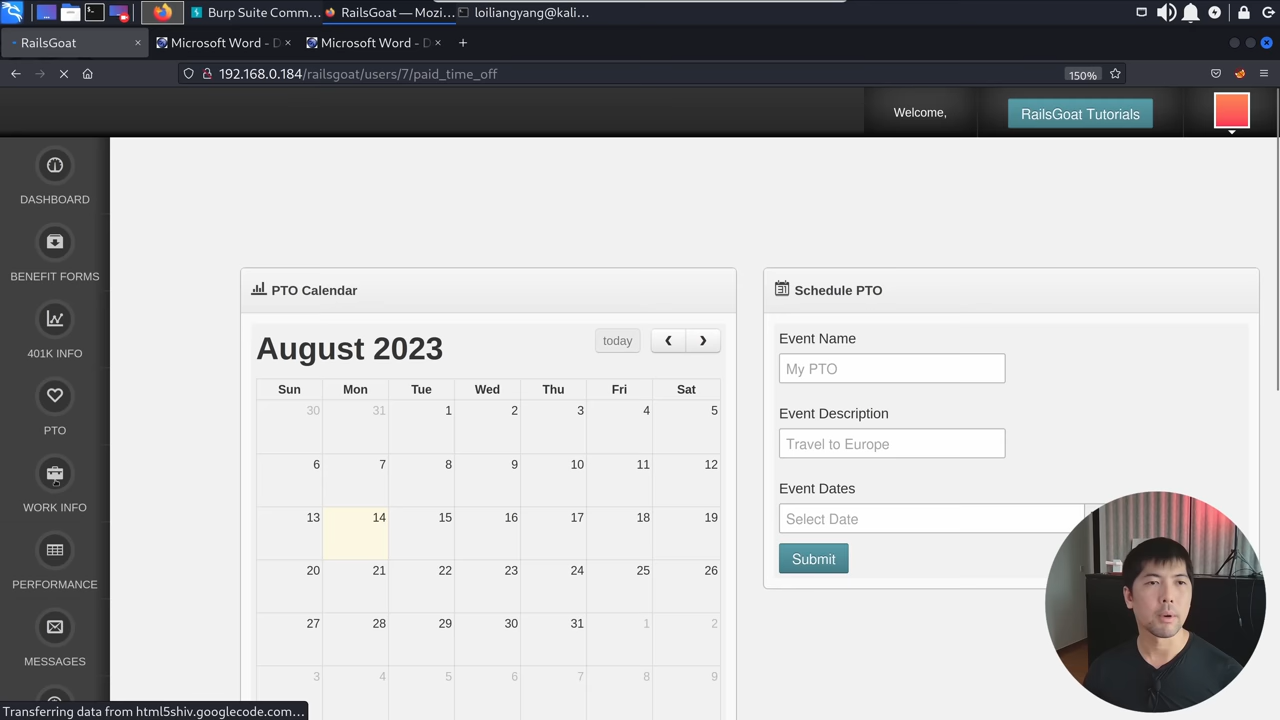 Burp Suite Comm...
RailsGoat — Mozi...
loiliangyang@kali...
RailsGoat
Microsoft Word - D
Microsoft Word - D
192.168.0.184/railsgoat/users/7/paid_time_off
150%
Welcome,
RailsGoat Tutorials
DASHBOARD
BENEFIT FORMS
401K INFO
PTO
WORK INFO
PERFORMANCE
MESSAGES
PTO Calendar
August 2023
today
Sun Mon Tue Wed Thu Fri Sat
30 31 1 2 3 4 5
6 7 8 9 10 11 12
13 14 15 16 17 18 19
20 21 22 23 24 25 26
27 28 29 30 31 1 2
3 4 5 6 7 8 9
Schedule PTO
31
Event Name
My PTO
Event Description
Travel to Europe
Event Dates
Select Date
Submit
Transferring data from html5shiv.googlecode.com...